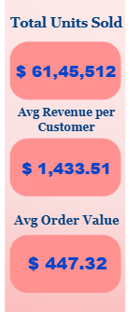 Total Units Sold
$ 61,45,512
Avg Revenue per
Customer
$ 1,433.51
Avg Order Value
$ 447.32